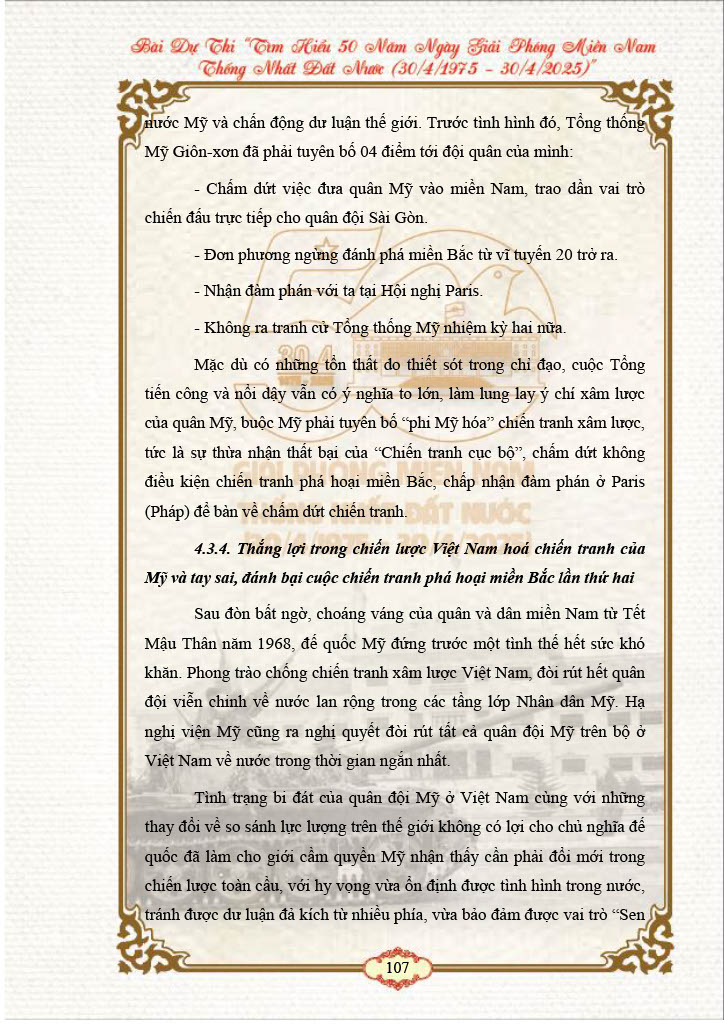 Bài Dự Thi "Tìm Hiểu 50 Năm Ngày Giải Phóng Miền Nam
Thống Nhất Đất Nước (30/4/1975 - 30/4/2025)"
nước Mỹ và chấn động dư luận thế giới. Trước tình hình đó, Tổng thống
Mỹ Giôn-xơn đã phải tuyên bố 04 điểm tới đội quân của mình:
- Chấm dứt việc đưa quân Mỹ vào miền Nam, trao dần vai trò
chiến đấu trực tiếp cho quân đội Sài Gòn.
- Đơn phương ngừng đánh phá miền Bắc từ vĩ tuyến 20 trở ra.
- Nhận đàm phán với ta tại Hội nghị Paris.
- Không ra tranh cử Tổng thống Mỹ nhiệm kỳ hai nữa.
Mặc dù có những tổn thất do thiết sót trong chỉ đạo, cuộc Tổng
tiến công và nổi dậy vẫn có ý nghĩa to lớn, làm lung lay ý chí xâm lược
của quân Mỹ, buộc Mỹ phải tuyên bố “phi Mỹ hóa” chiến tranh xâm lược,
tức là sự thừa nhận thất bại của “Chiến tranh cục bộ”, chấm dứt không
điều kiện chiến tranh phá hoại miền Bắc, chấp nhận đàm phán ở Paris
(Pháp) để bàn về chấm dứt chiến tranh.
4.3.4. Thắng lợi trong chiến lược Việt Nam hoá chiến tranh của
Mỹ và tay sai, đánh bại cuộc chiến tranh phá hoại miền Bắc lần thứ hai
Sau đòn bất ngờ, choáng váng của quân và dân miền Nam từ Tết
Mậu Thân năm 1968, đế quốc Mỹ đứng trước một tình thế hết sức khó
khăn. Phong trào chống chiến tranh xâm lược Việt Nam, đòi rút hết quân
đội viễn chinh về nước lan rộng trong các tầng lớp Nhân dân Mỹ. Hạ
nghị viện Mỹ cũng ra nghị quyết đòi rút tất cả quân đội Mỹ trên bộ ở
Việt Nam về nước trong thời gian ngắn nhất.
Tình trạng bi đát của quân đội Mỹ ở Việt Nam cùng với những
thay đổi về so sánh lực lượng trên thế giới không có lợi cho chủ nghĩa đế
quốc đã làm cho giới cầm quyền Mỹ nhận thấy cần phải đổi mới trong
chiến lược toàn cầu, với hy vọng vừa ổn định được tình hình trong nước,
tránh được dư luận đả kích từ nhiều phía, vừa bảo đảm được vai trò “Sen
107
50
30.4
GIẢI PHÓNG MIỀN NAM
THỐNG NHẤT ĐẤT NƯỚC